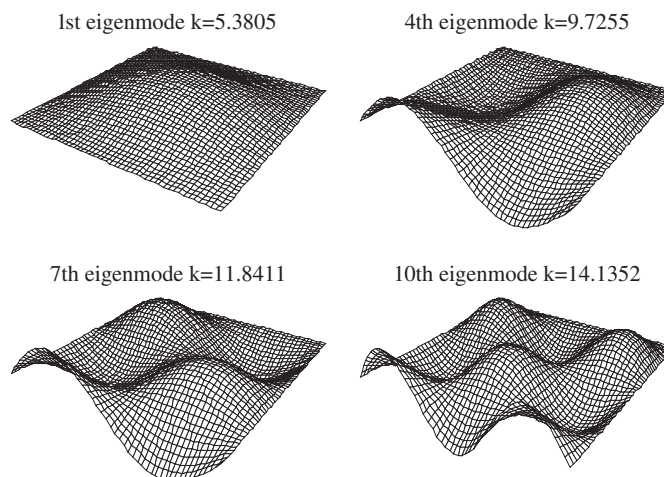 1st eigenmode k=5.3805
4th eigenmode k=9.7255
7th eigenmode k=11.8411
10th eigenmode k=14.1352